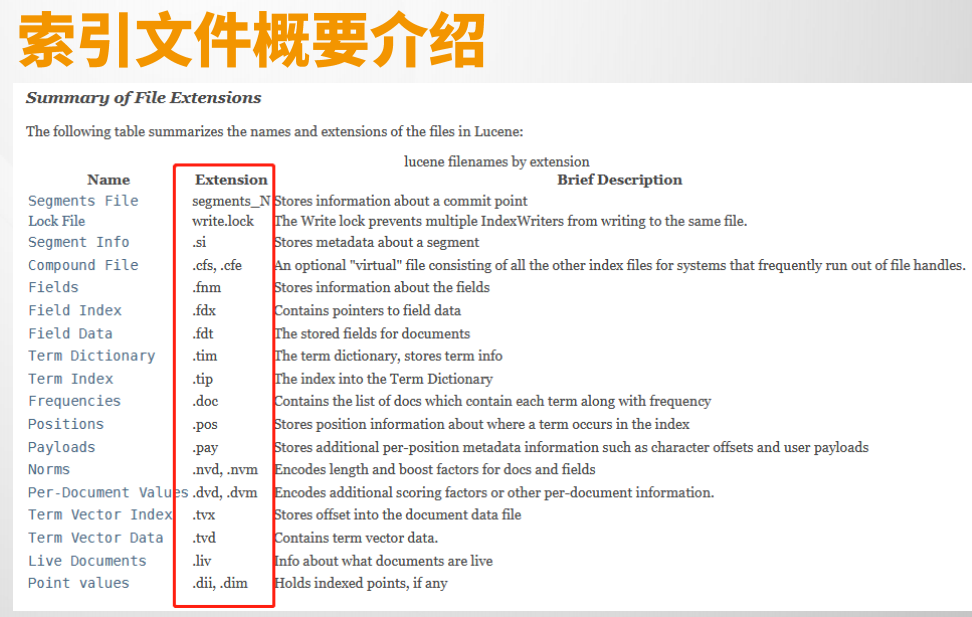 索引文件概要介绍
Summary of File Extensions
The following table summarizes the names and extensions of the files in Lucene:
lucene filenames by extension
Name Extension Brief Description
Segments File segments_N Stores information about a commit point
Lock File write.lock The Write lock prevents multiple IndexWriters from writing to the same file.
Segment Info .si Stores metadata about a segment
Compound File .cfs, .cfe An optional "virtual" file consisting of all the other index files for systems that frequently run out of file handles.
Fields .fnm Stores information about the fields
Field Index .fdx Contains pointers to field data
Field Data .fdt The stored fields for documents
Term Dictionary .tim The term dictionary, stores term info
Term Index .tip The index into the Term Dictionary
Frequencies .doc Contains the list of docs which contain each term along with frequency
Positions .pos Stores position information about where a term occurs in the index
Payloads .pay Stores additional per-position metadata information such as character offsets and user payloads
Norms .nvd, .nvm Encodes length and boost factors for docs and fields
Per-Document Values .dvd, .dvm Encodes additional scoring factors or other per-document information.
Term Vector Index .tvx Stores offset into the document data file
Term Vector Data .tvd Contains term vector data.
Live Documents .liv Info about what documents are live
Point values .dii, .dim Holds indexed points, if any